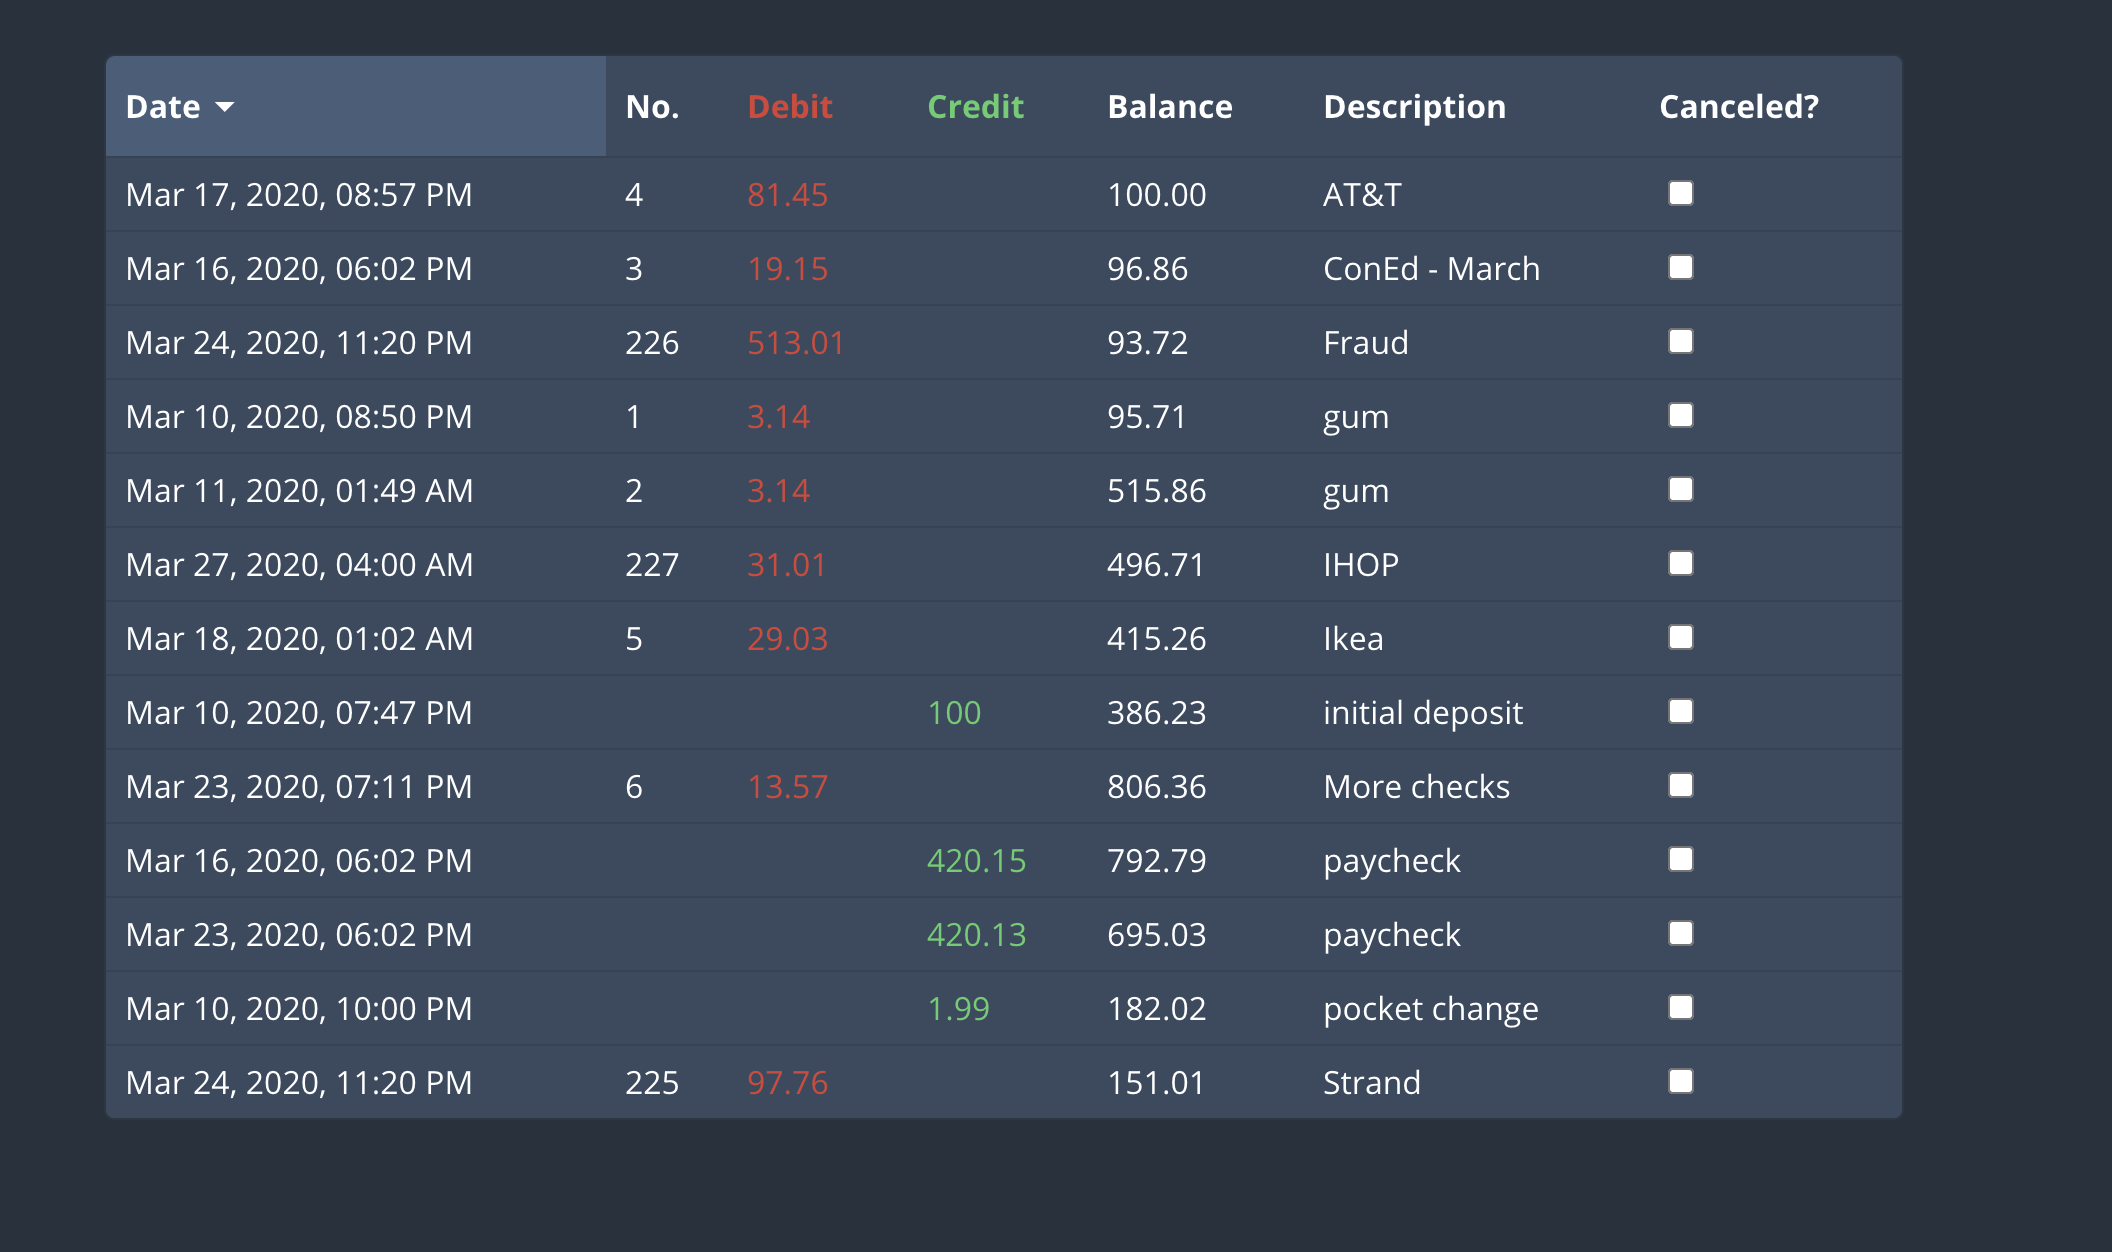 Date No. Debit Credit Balance Description Canceled?
Mar 17, 2020, 08:57 PM 4 81.45 100.00 AT&T
Mar 16, 2020, 06:02 PM 3 19.15 96.86 ConEd - March
Mar 24, 2020, 11:20 PM 226 513.01 93.72 Fraud
Mar 10, 2020, 08:50 PM 1 3.14 95.71 gum
Mar 11, 2020, 01:49 AM 2 3.14 515.86 gum
Mar 27, 2020, 04:00 AM 227 31.01 496.71 IHOP
Mar 18, 2020, 01:02 AM 5 29.03 415.26 Ikea
Mar 10, 2020, 07:47 PM 100 386.23 initial deposit
Mar 23, 2020, 07:11 PM 6 13.57 806.36 More checks
Mar 16, 2020, 06:02 PM 420.15 792.79 paycheck
Mar 23, 2020, 06:02 PM 420.13 695.03 paycheck
Mar 10, 2020, 10:00 PM 1.99 182.02 pocket change
Mar 24, 2020, 11:20 PM 225 97.76 151.01 Strand